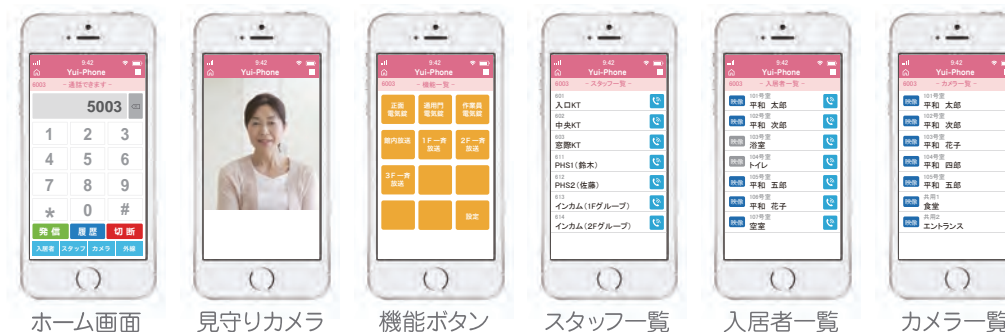 9:42
Yui-Phone
6003 - 通話できます -
5003
1 2 3
4 5 6
7 8 9
* 0 #
発信 履歴 切断
入居者 スタッフ カメラ 外線
ホーム画面
9:42
Yui-Phone
見守りカメラ
9:42
Yui-Phone
6003 - 機能一覧 -
正面電気錠 通用門電気錠 作業員電気錠
館内放送 1F一斉放送 2F一斉放送
3F一斉放送
設定
機能ボタン
9:42
Yui-Phone
6003 - スタッフ一覧 -
601
入口KT
602
中央KT
603
窓際KT
611
PHS1(鈴木)
612
PHS2(佐藤)
613
インカム(1Fグループ)
614
インカム(2Fグループ)
スタッフ一覧
9:42
Yui-Phone
6003 - 入居者一覧 -
101号室
映像 平和 太郎
102号室
映像 平和 次郎
103号室
映像 浴室
104号室
映像 トイレ
105号室
映像 平和 五郎
106号室
映像 平和 花子
107号室
映像 空室
入居者一覧
9:42
Yui-Phone
6003 - カメラ一覧 -
101号室
映像 平和 太郎
102号室
映像 平和 次郎
103号室
映像 平和 花子
104号室
映像 平和 四郎
105号室
映像 平和 五郎
共用1
映像 食堂
共用2
映像 エントランス
カメラ一覧